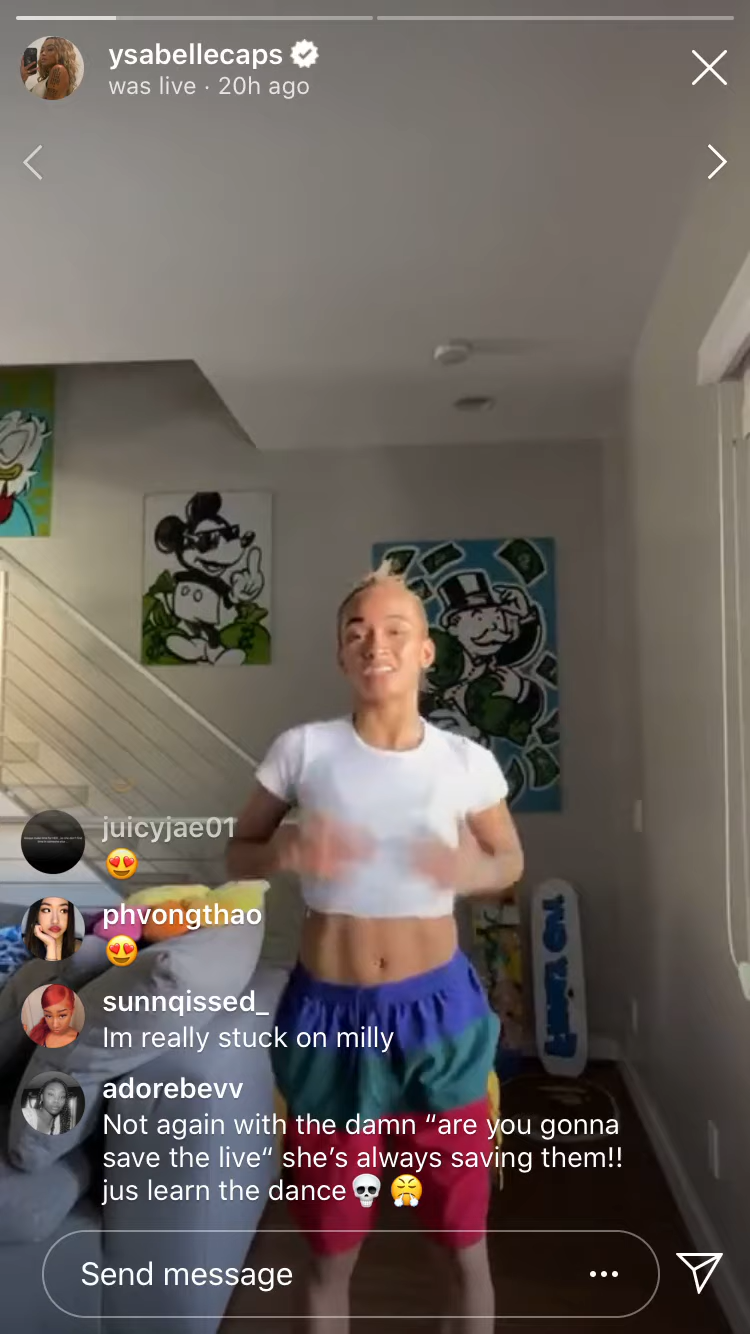 ysabellecaps
was live · 20h ago
juicyjae01
😍
phvongthao
😍
sunnqissed_
Im really stuck on milly
adorebevv
Not again with the damn “are you gonna
save the live“ she’s always saving them!!
jus learn the dance💀😤
Send message